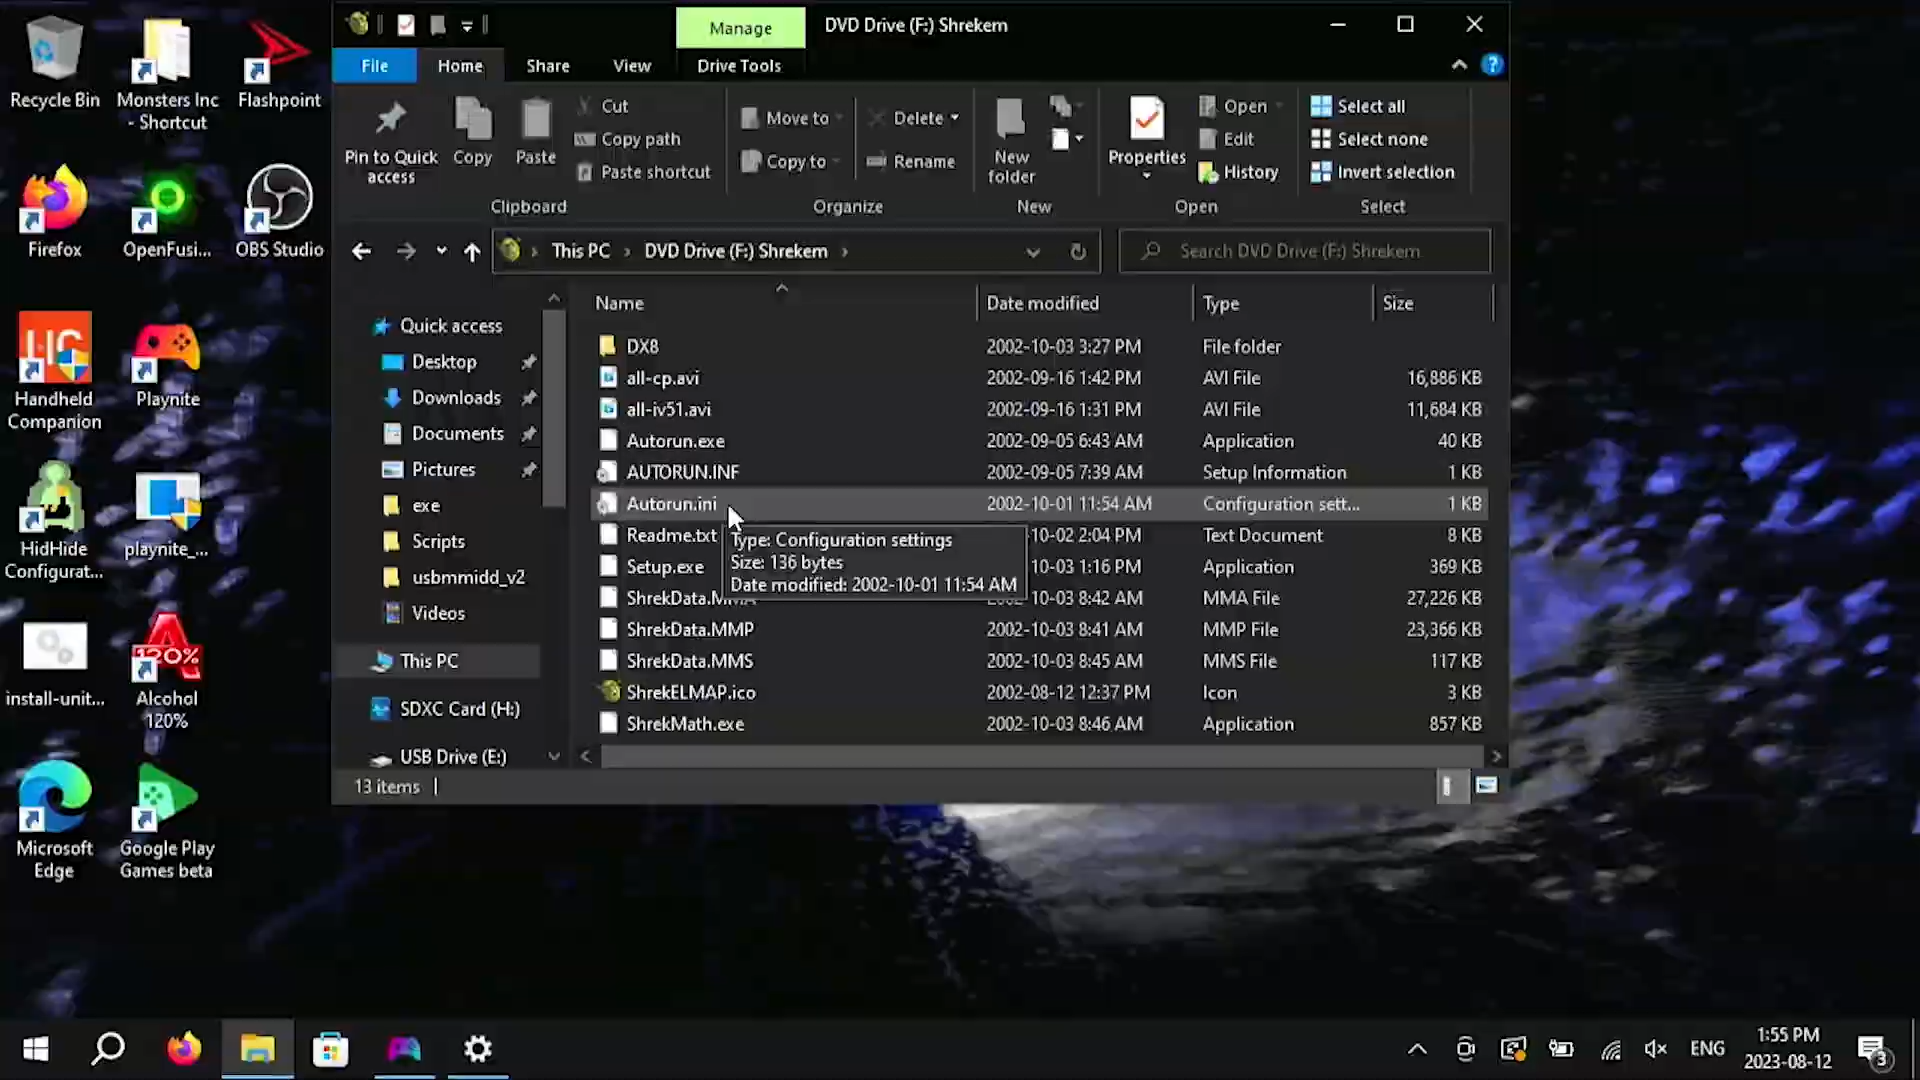 Recycle Bin
Monsters Inc
- Shortcut
Flashpoint
Firefox
OpenFusi...
OBS Studio
Handheld
Companion
Playnite
HidHide
Configurat...
playnite_...
install-unit...
Alcohol
120%
Microsoft
Edge
Google Play
Games beta
Manage
DVD Drive (F:) Shrekem
File
Home
Share
View
Drive Tools
Pin to Quick
access
Copy
Paste
Cut
Copy path
Paste shortcut
Clipboard
Move to
Copy to
Delete
Rename
Organize
New
folder
New
Properties
Open
Edit
History
Open
Select all
Select none
Invert selection
Select
This PC
DVD Drive (F:) Shrekem
Search DVD Drive (F:) Shrekem
Quick access
Desktop
Downloads
Documents
Pictures
exe
Scripts
usbmmidd_v2
Videos
This PC
SDXC Card (H:)
USB Drive (E:)
Name Date modified Type Size
DX8 2002-10-03 3:27 PM File folder
all-cp.avi 2002-09-16 1:42 PM AVI File 16,886 KB
all-iv51.avi 2002-09-16 1:31 PM AVI File 11,684 KB
Autorun.exe 2002-09-05 6:43 AM Application 40 KB
AUTORUN.INF 2002-09-05 7:39 AM Setup Information 1 KB
Autorun.ini 2002-10-01 11:54 AM Configuration sett... 1 KB
Readme.txt -10-02 2:04 PM Text Document 8 KB
Setup.exe -10-03 1:16 PM Application 369 KB
ShrekData.MMA 2002-10-03 8:42 AM MMA File 27,226 KB
ShrekData.MMP 2002-10-03 8:41 AM MMP File 23,366 KB
ShrekData.MMS 2002-10-03 8:45 AM MMS File 117 KB
ShrekELMAP.ico 2002-08-12 12:37 PM Icon 3 KB
ShrekMath.exe 2002-10-03 8:46 AM Application 857 KB
Type: Configuration settings
Size: 136 bytes
Date modified: 2002-10-01 11:54 AM
13 items
ENG
1:55 PM
2023-08-12
3